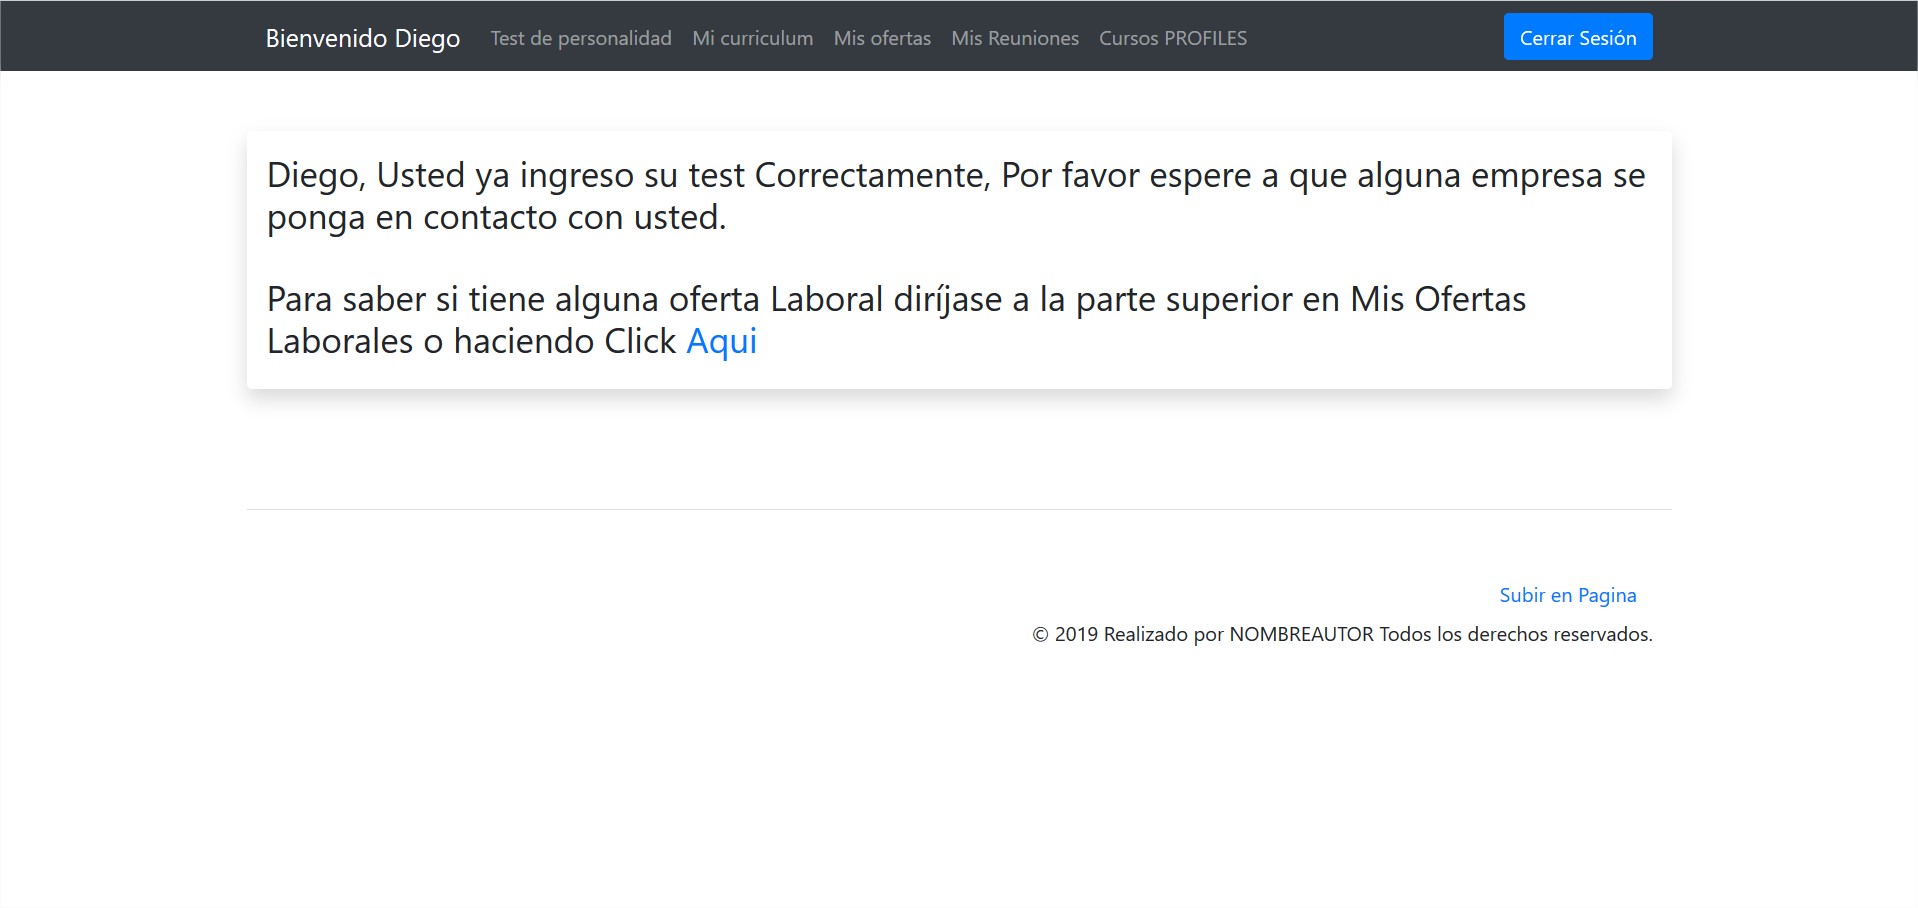 Bienvenido Diego Test de personalidad Mi curriculum Mis ofertas Mis Reuniones Cursos PROFILES Cerrar Sesión
Diego, Usted ya ingreso su test Correctamente, Por favor espere a que alguna empresa se
ponga en contacto con usted.
Para saber si tiene alguna oferta Laboral diríjase a la parte superior en Mis Ofertas
Laborales o haciendo Click Aqui
Subir en Pagina
© 2019 Realizado por NOMBREAUTOR Todos los derechos reservados.